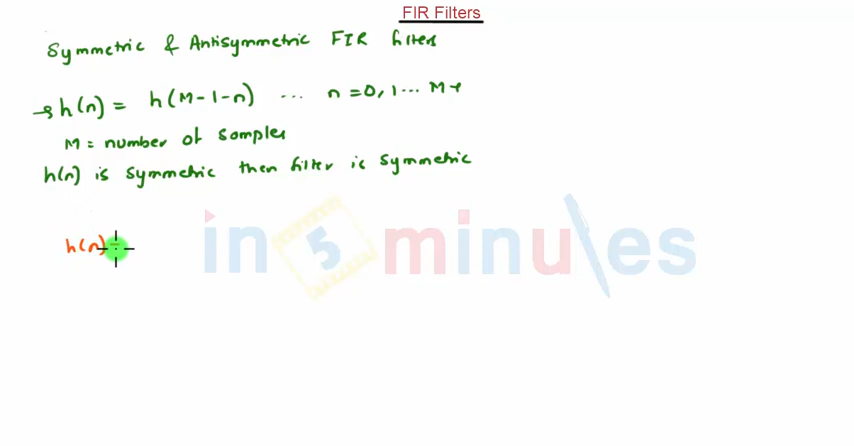 FIR Filters
Symmetric & Antisymmetric FIR filters
→ h(n) = h(M-1-n) ... n = 0, 1 ... M-1
M = number of samples
h(n) is symmetric then filter is symmetric
h(n) =
in 5 minutes